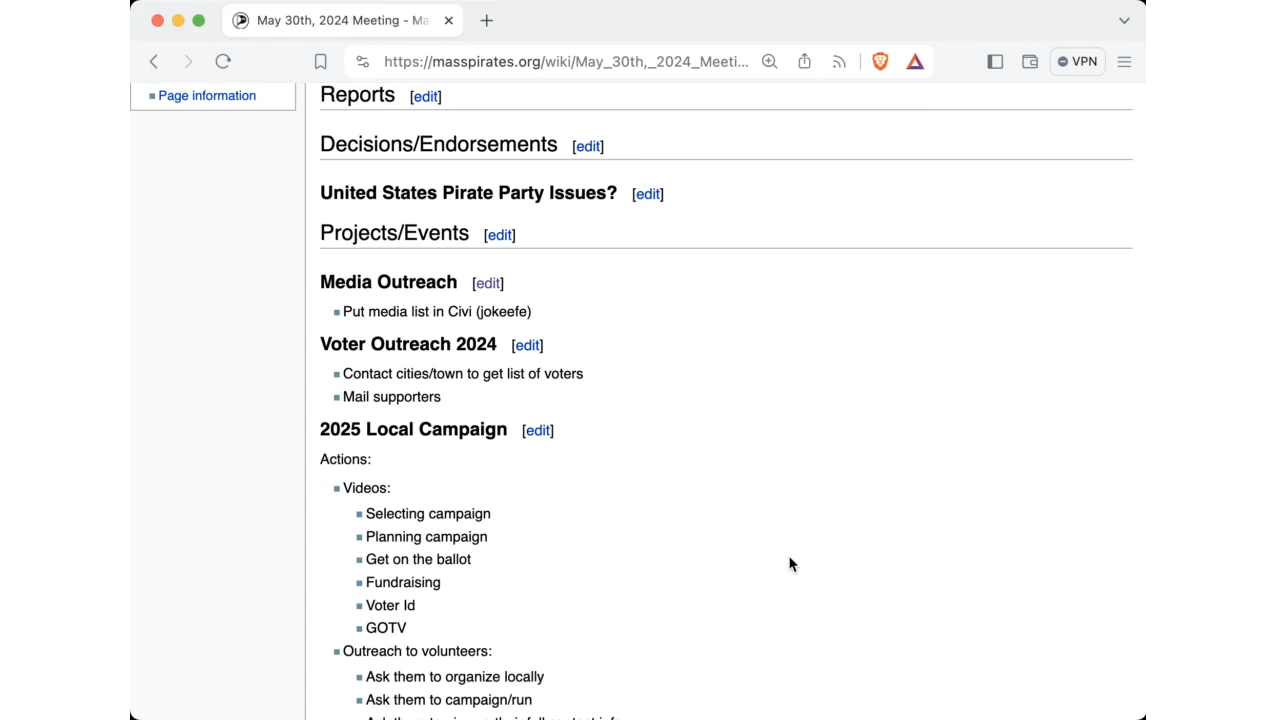 May 30th, 2024 Meeting - Ma
https://masspirates.org/wiki/May_30th,_2024_Meeti...
VPN
Page information
Reports [edit]
Decisions/Endorsements [edit]
United States Pirate Party Issues? [edit]
Projects/Events [edit]
Media Outreach [edit]
Put media list in Civi (jokeefe)
Voter Outreach 2024 [edit]
Contact cities/town to get list of voters
Mail supporters
2025 Local Campaign [edit]
Actions:
Videos:
Selecting campaign
Planning campaign
Get on the ballot
Fundraising
Voter Id
GOTV
Outreach to volunteers:
Ask them to organize locally
Ask them to campaign/run